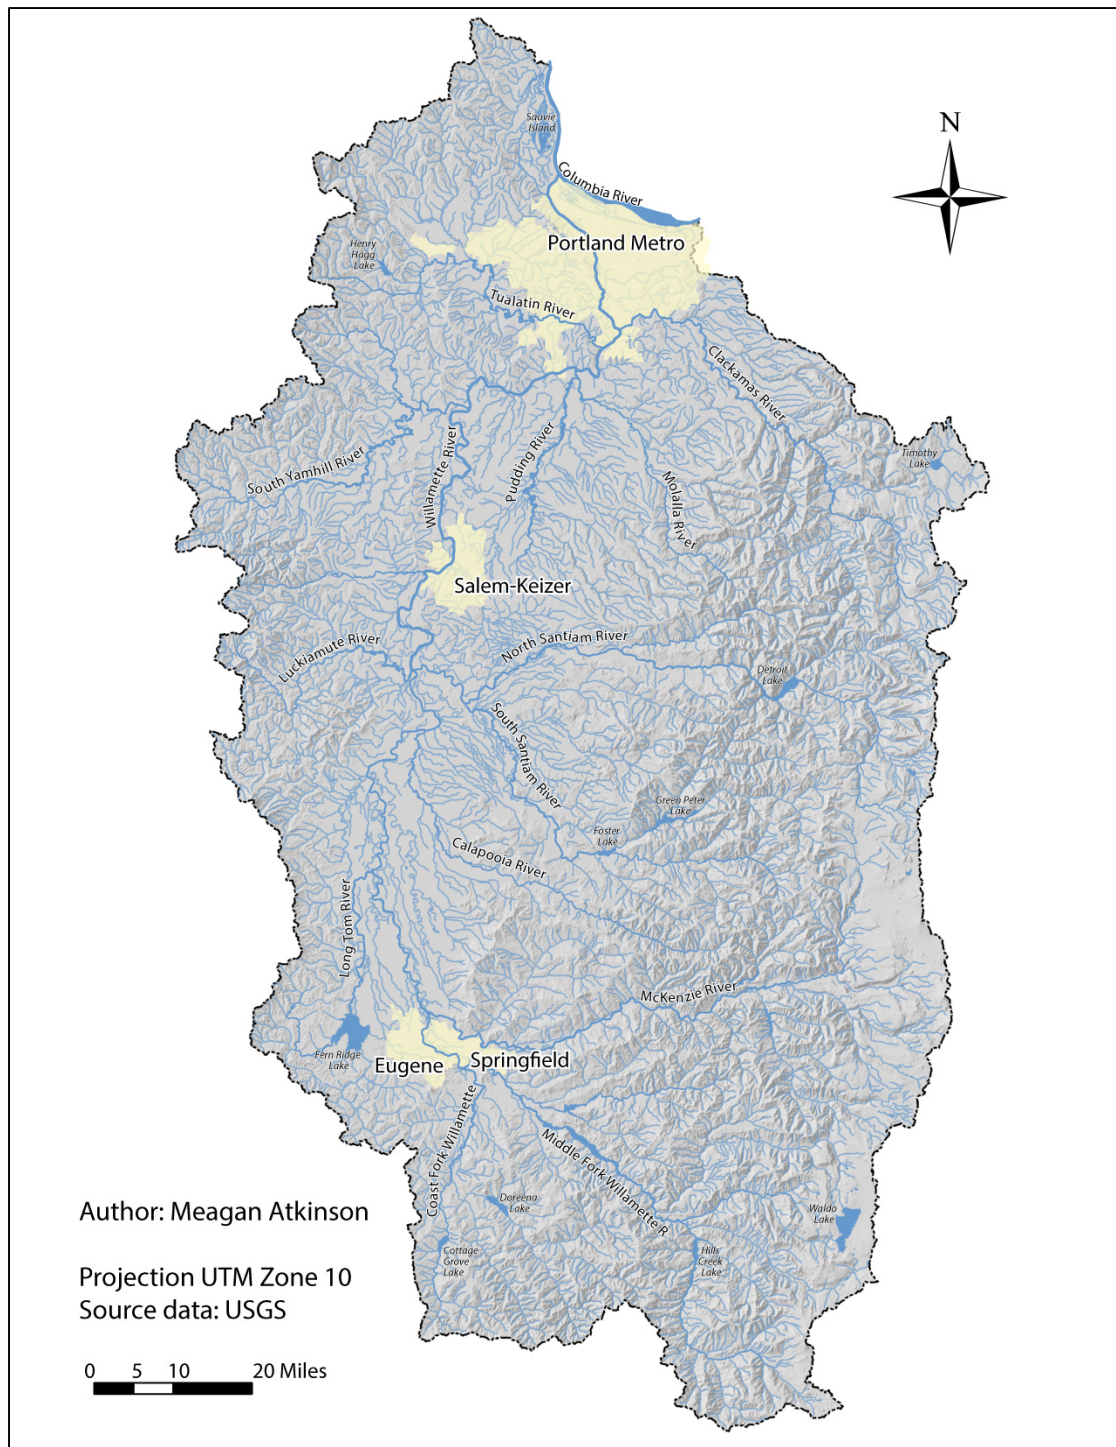 N
Sauvie
Island
Columbia River
Portland Metro
Henry
Hagg
Lake
Tualatin River
Clackamas River
Timothy
Lake
South Yamhill River
Willamette River
Pudding River
Molalla River
Salem-Keizer
Luckiamute River
North Santiam River
Detroit
Lake
South Santiam River
Green Peter
Lake
Foster
Lake
Calapooia River
Long Tom River
McKenzie River
Fern Ridge
Lake
Eugene
Springfield
Coast Fork Willamette
Middle Fork Willamette R
Doreena
Lake
Waldo
Lake
Cottage
Grove
Lake
Hills
Creek
Lake
Author: Meagan Atkinson
Projection UTM Zone 10
Source data: USGS
0 5 10 20 Miles